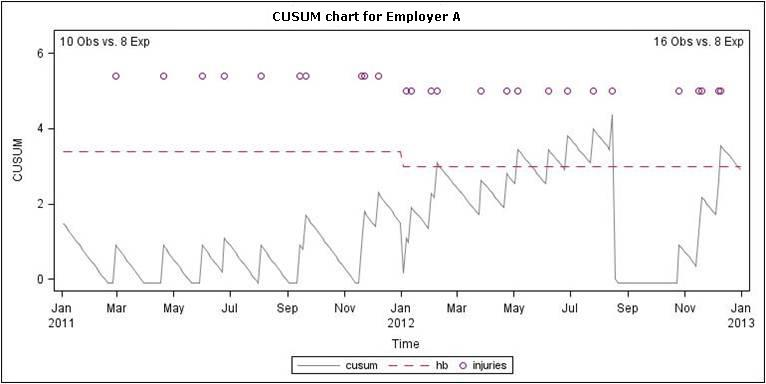 CUSUM chart for Employer A
10 Obs vs. 8 Exp
16 Obs vs. 8 Exp
6
4
2
0
CUSUM
Jan Mar May Jul Sep Nov Jan Mar May Jul Sep Nov Jan
2011 2012 2013
Time
cusum hb injuries